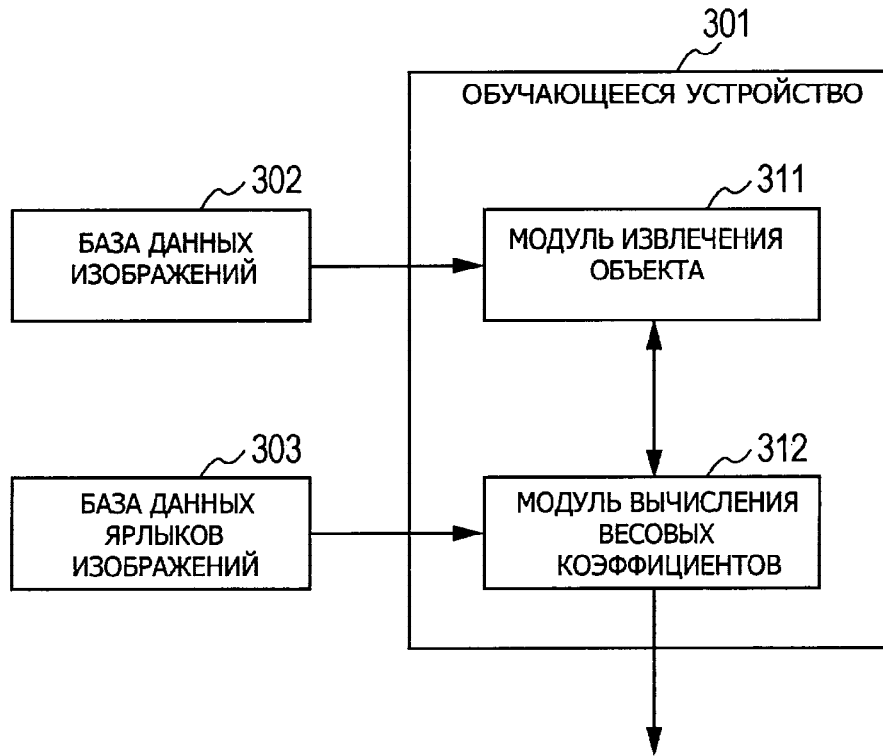 301
ОБУЧАЮЩЕЕСЯ УСТРОЙСТВО
302
БАЗА ДАННЫХ
ИЗОБРАЖЕНИЙ
311
МОДУЛЬ ИЗВЛЕЧЕНИЯ
ОБЪЕКТА
303
БАЗА ДАННЫХ
ЯРЛЫКОВ
ИЗОБРАЖЕНИЙ
312
МОДУЛЬ ВЫЧИСЛЕНИЯ
ВЕСОВЫХ
КОЭФФИЦИЕНТОВ